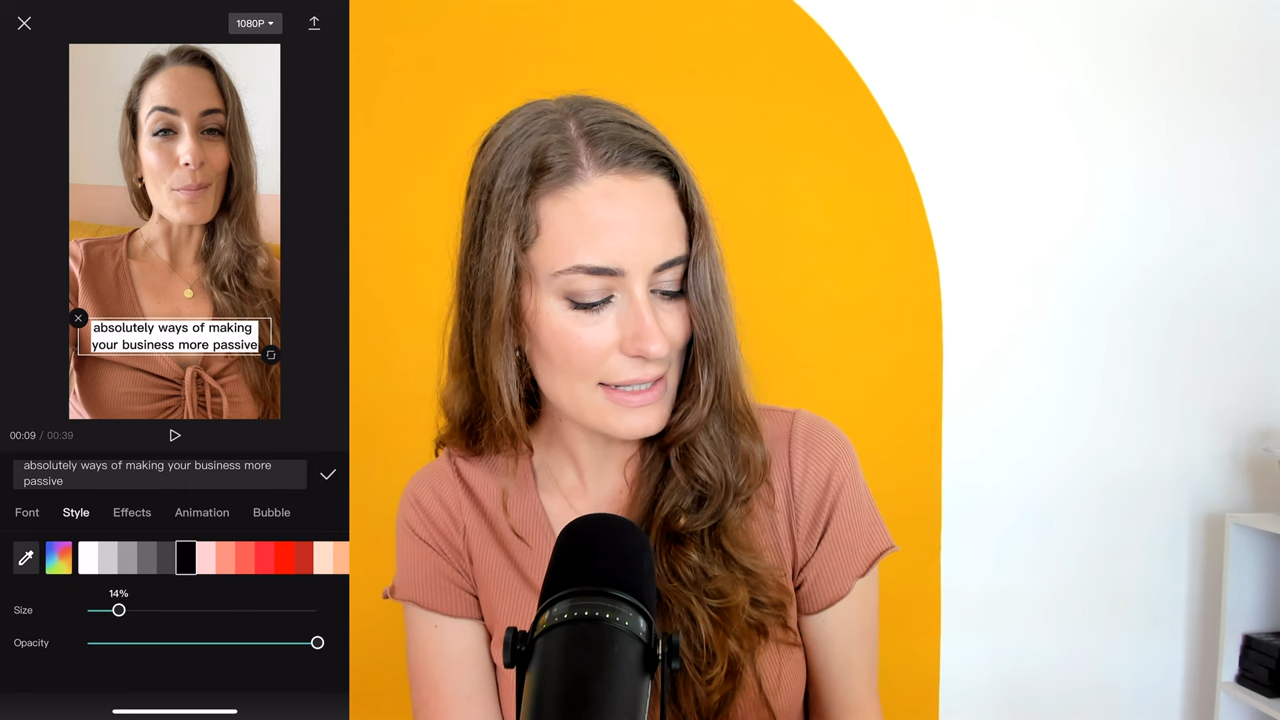 1080P
absolutely ways of making
your business more passive
00:09 / 00:39
absolutely ways of making your business more
passive
Font Style Effects Animation Bubble
14%
Size
Opacity